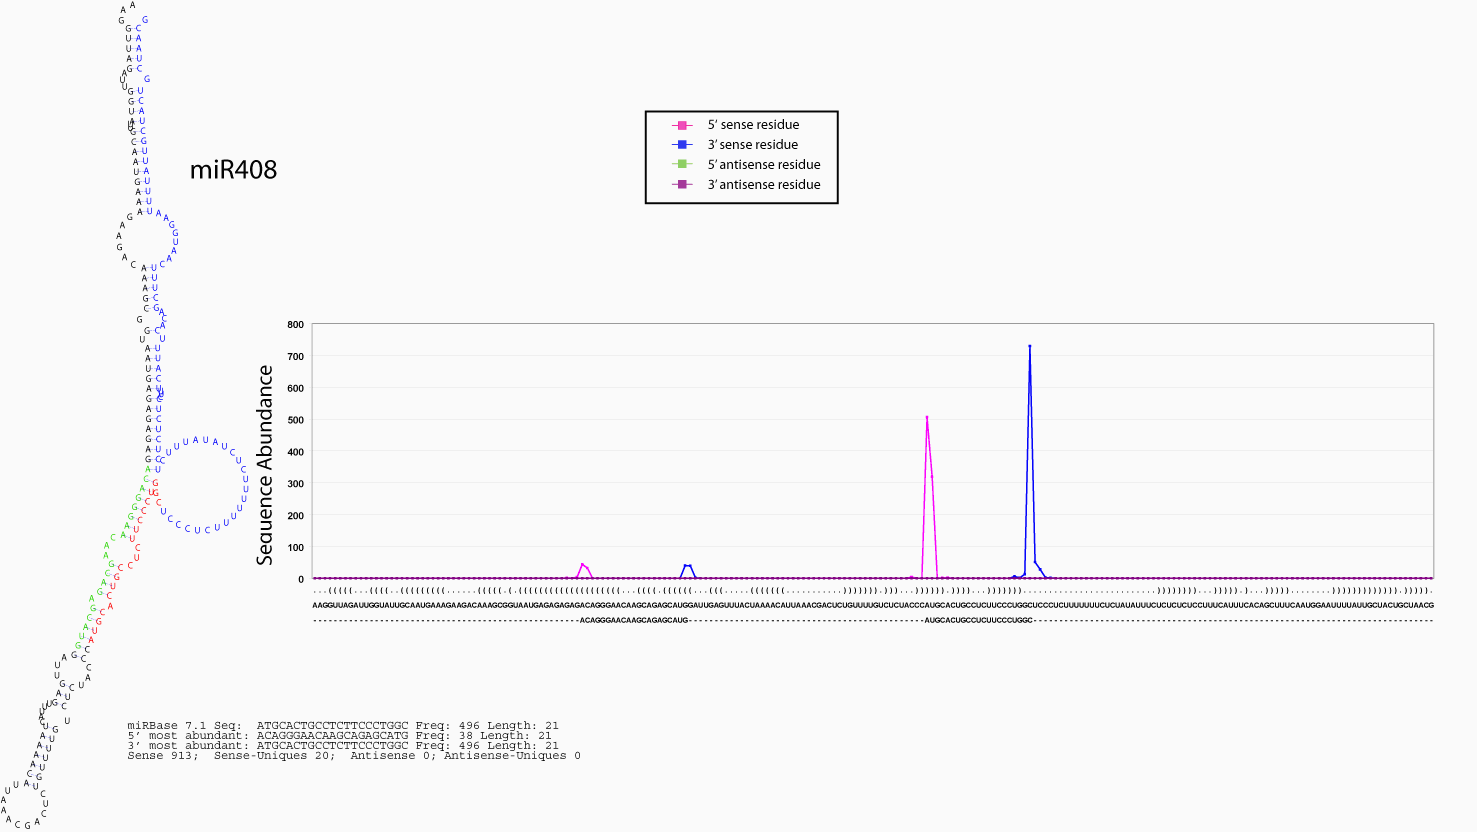 miR408
5’ sense residue
3’ sense residue
5’ antisense residue
3’ antisense residue
Sequence Abundance
800
700
600
500
400
300
200
100
0
miRBase 7.1 Seq: ATGCACTGCCTCTTCCCTGGC Freq: 496 Length: 21
5’ most abundant: ACAGGGAACAAGCAGAGCATG Freq: 38 Length: 21
3’ most abundant: ATGCACTGCCTCTTCCCTGGC Freq: 496 Length: 21
Sense 913; Sense-Uniques 20; Antisense 0; Antisense-Uniques 0
AAGGUUAGAUUGGUAUUGCAAUGAAAGAAGACAAAGCGGUAAUGAGAGAGAGACAGGGAACAAGCAGAGCAUGGAUUGAGUUUACUAAAACAUUAAACGACUCUGUUUUGUCUCUACCCAUGCACUGCCUCUUCCCUGGCUCCCUCUUUUUUUCUCUAUAUUUCUCUCUCUCCUUUCAUUUCACAGCUUUCAAUGGAAUUUUAUUGCUACUGCUAACG
ACAGGGAACAAGCAGAGCAUG
AUGCACUGCCUCUUCCCUGGC